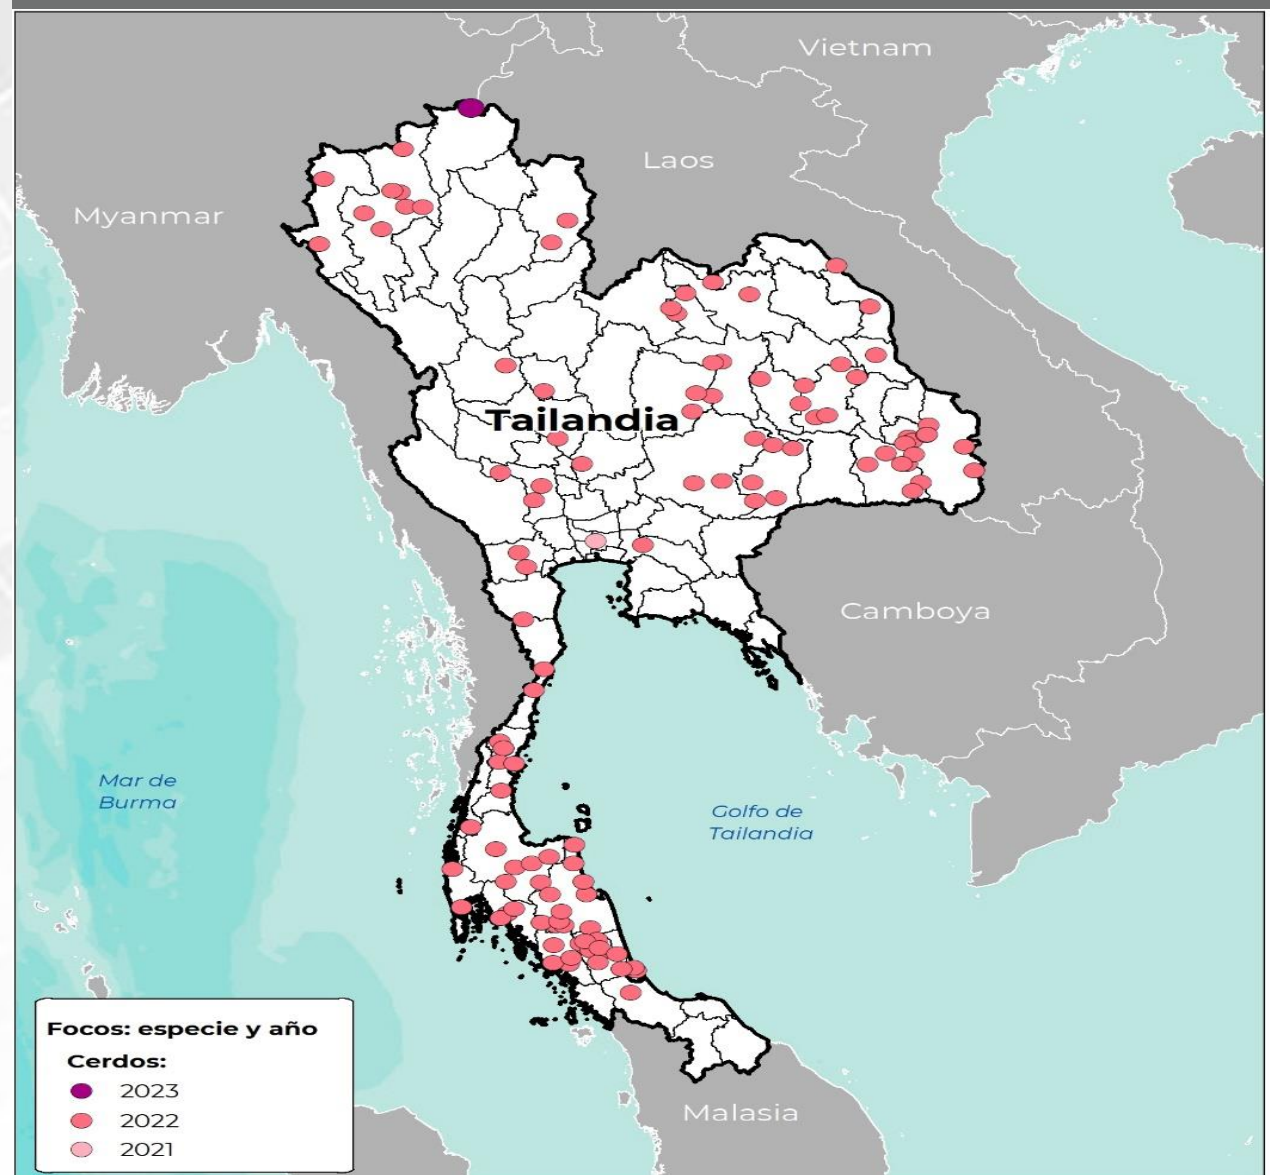 Vietnam
Laos
Myanmar
Tailandia
Camboya
Mar de
Burma
Golfo de
Tailandia
Malasia
Focos: especie y año
Cerdos:
2023
2022
2021